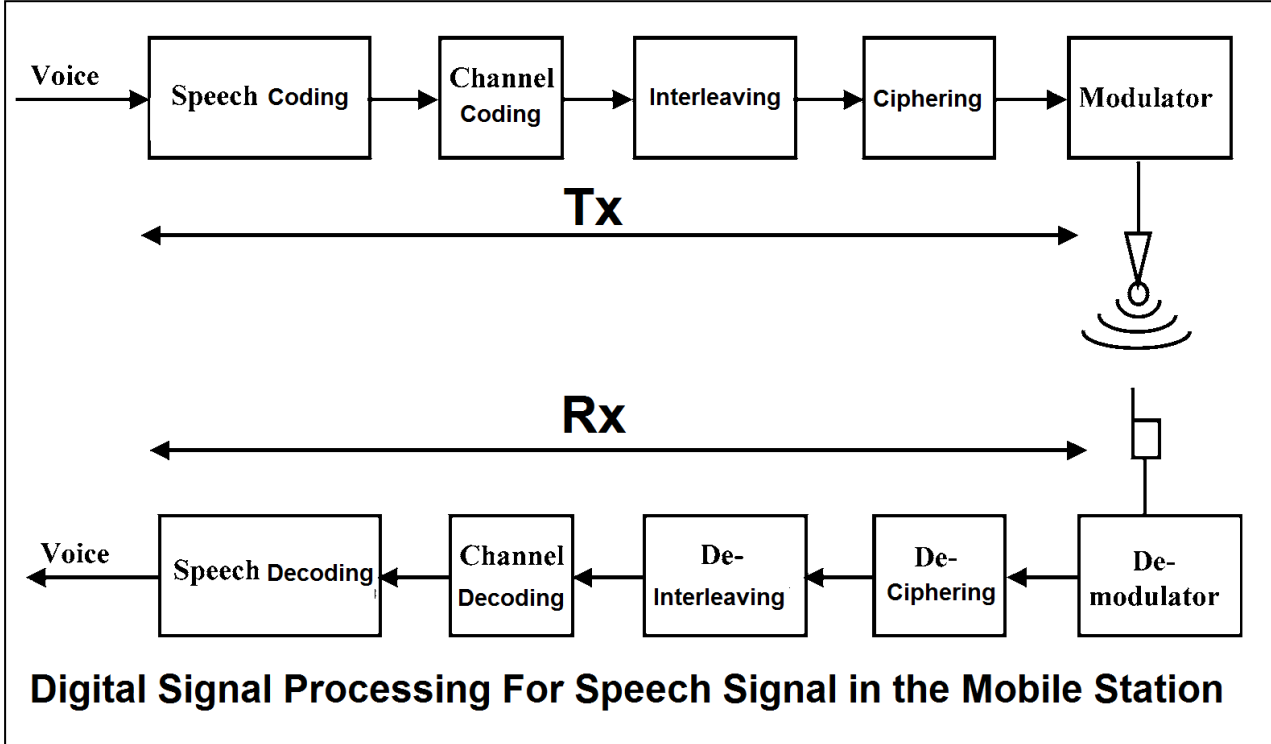 Voice
Speech Coding
Channel
Coding
Interleaving
Ciphering
Modulator
Tx
Rx
Voice
Speech Decoding
Channel
Decoding
De-
Interleaving
De-
Ciphering
De-
modulator
Digital Signal Processing For Speech Signal in the Mobile Station